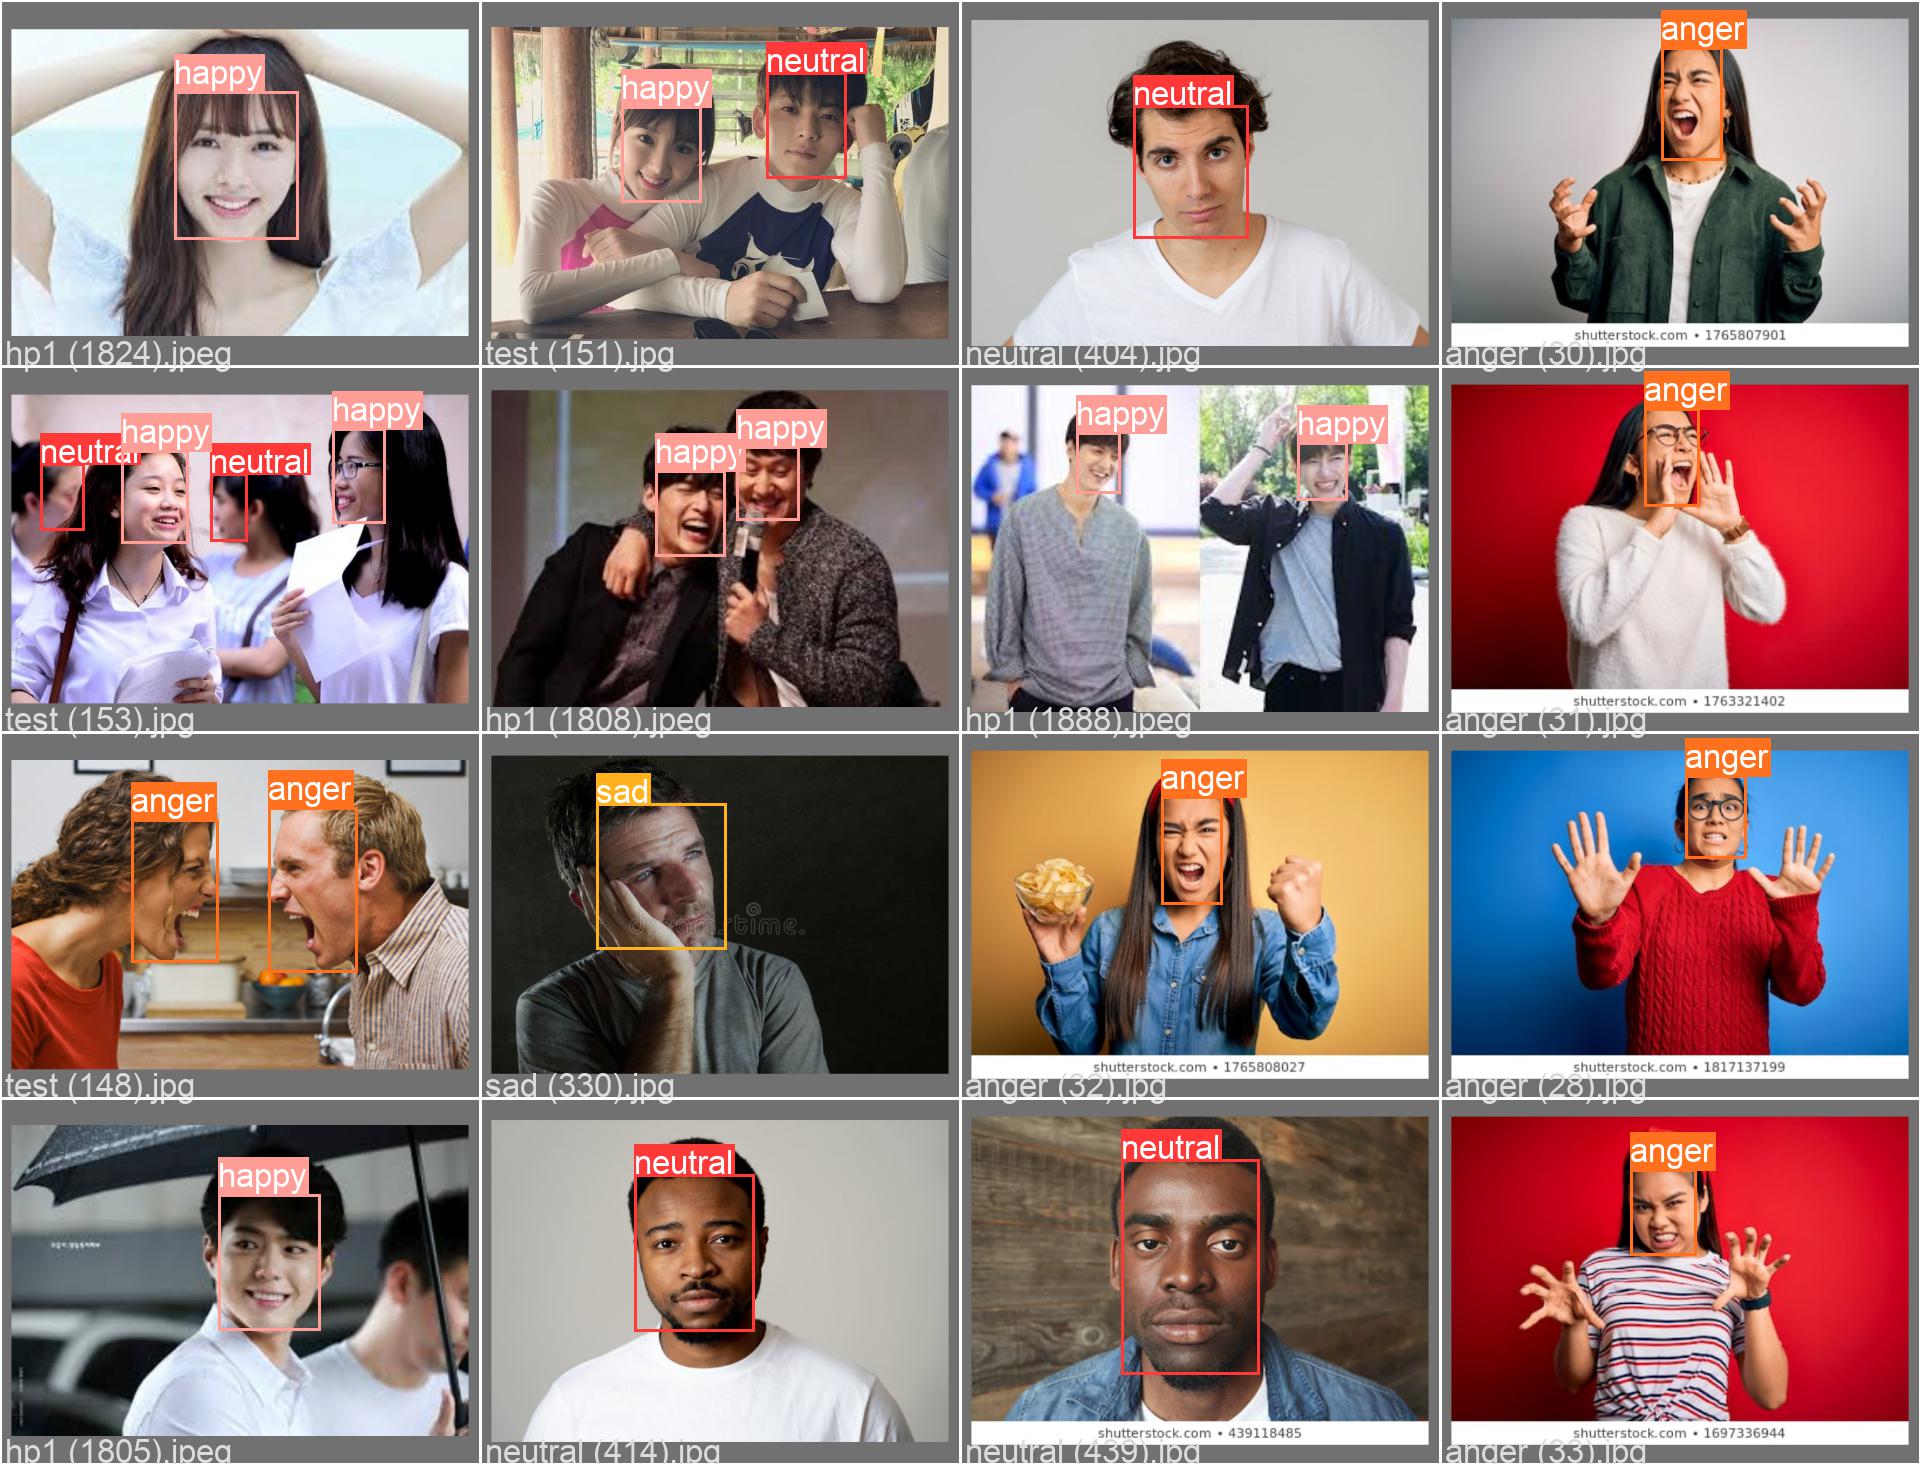 happy
hp1 (1824).jpeg
happy
neutral
test (151).jpg
neutral
neutral (404).jpg
anger
shutterstock.com • 1765807901
anger (30).jpg
neutral
happy
neutral
happy
test (153).jpg
happy
happy
hp1 (1808).jpeg
happy
happy
hp1 (1888).jpeg
anger
shutterstock.com • 1763321402
anger (31).jpg
anger
anger
test (148).jpg
sad
dreamstime.
sad (330).jpg
anger
shutterstock.com • 1765808027
anger (32).jpg
anger
shutterstock.com • 1817137199
anger (28).jpg
happy
hp1 (1805).jpeg
neutral
neutral (414).jpg
neutral
shutterstock.com • 439118485
neutral (439).jpg
anger
shutterstock.com • 1697336944
anger (33).jpg